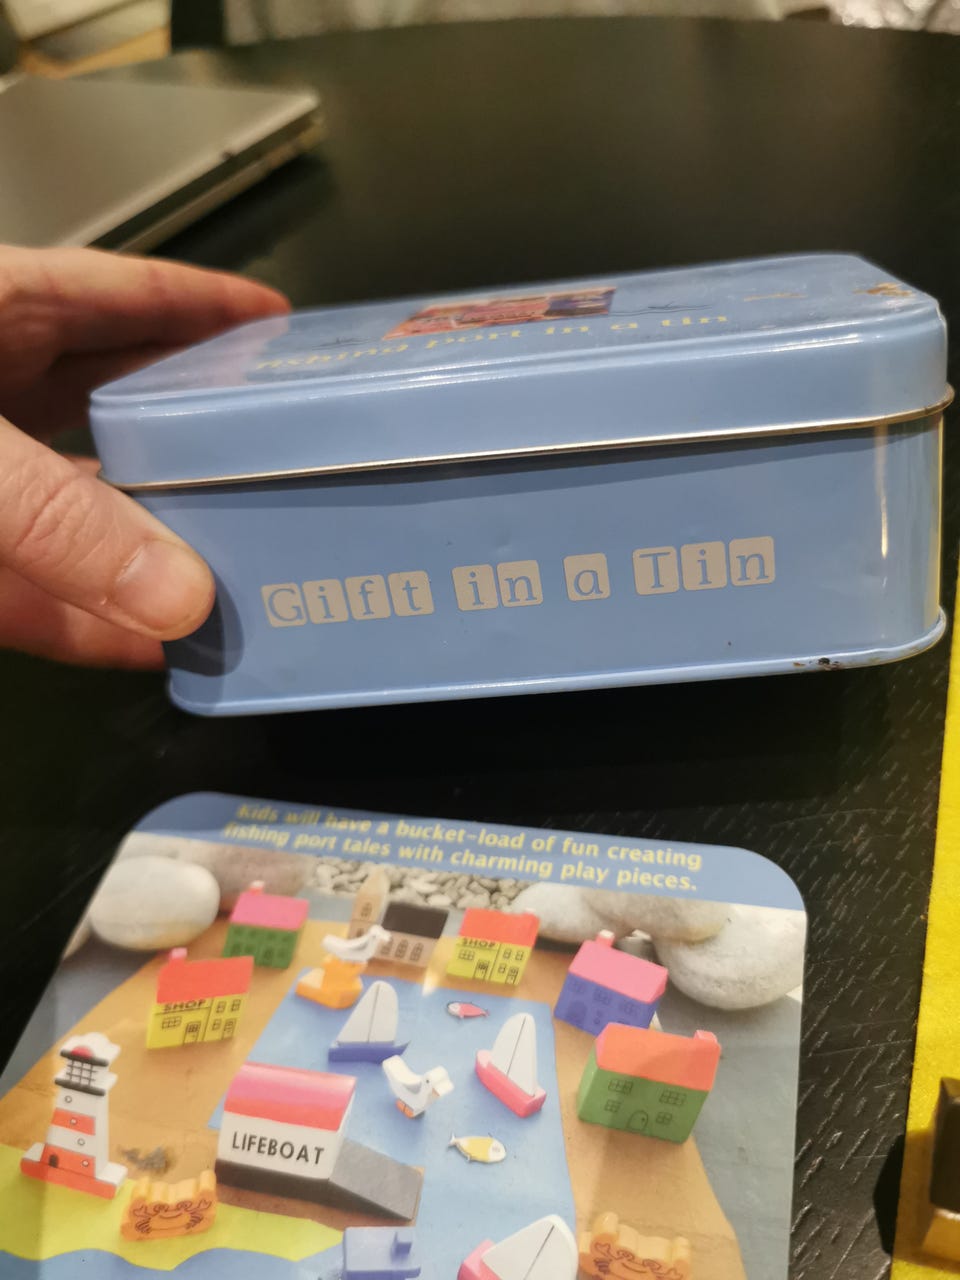 fishing port in a tin
Gift in a Tin
Kids will have a bucket-load of fun creating
fishing port tales with charming play pieces.
SHOP
SHOP
LIFEBOAT